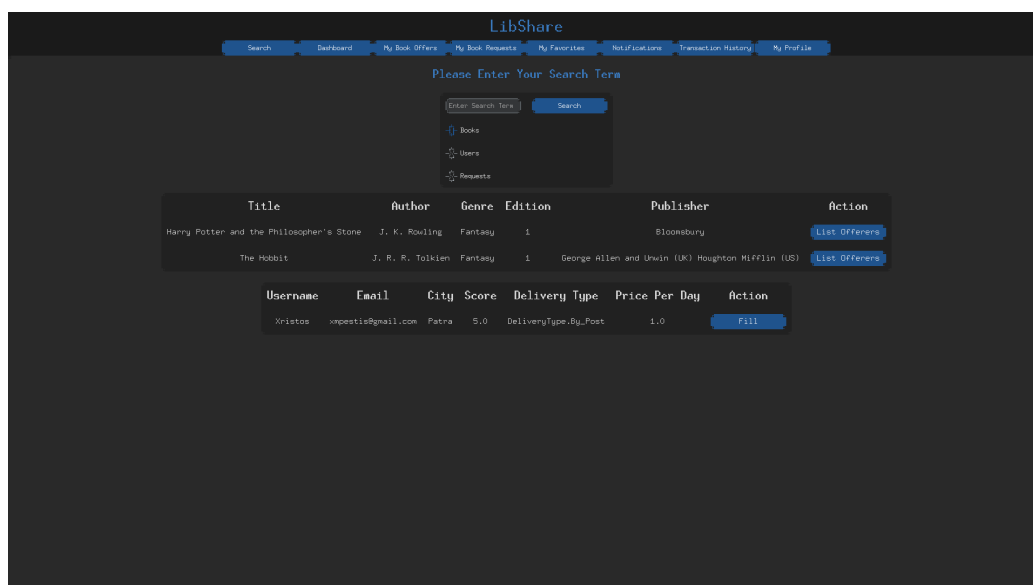 LibShare
Search Dashboard My Book Offers My Book Requests My Favorites Notifications Transaction History My Profile
Please Enter Your Search Term
Enter Search Term Search
Books
Users
Requests
Title Author Genre Edition Publisher Action
Harry Potter and the Philosopher's Stone J. K. Rowling Fantasy 1 Bloomsbury List Offerers
The Hobbit J. R. R. Tolkien Fantasy 1 George Allen and Unwin (UK) Houghton Mifflin (US) List Offerers
Username Email City Score Delivery Type Price Per Day Action
Xristos xmpestis@gmail.com Patra 5.0 DeliveryType.By_Post 1.0 Fill